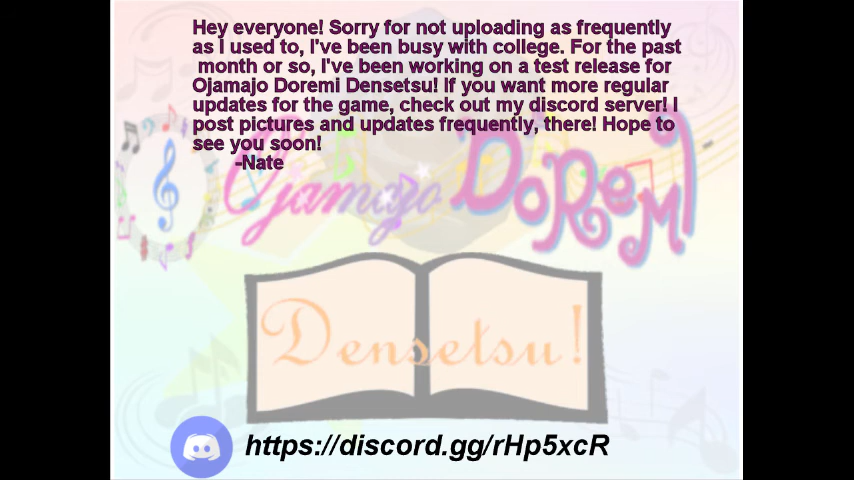 Hey everyone! Sorry for not uploading as frequently
as I used to, I've been busy with college. For the past
month or so, I've been working on a test release for
Ojamajo Doremi Densetsu! If you want more regular
updates for the game, check out my discord server! I
post pictures and updates frequently, there! Hope to
see you soon!
-Nate
Ojamajo DoReMi
Densetsu!
https://discord.gg/rHp5xcR